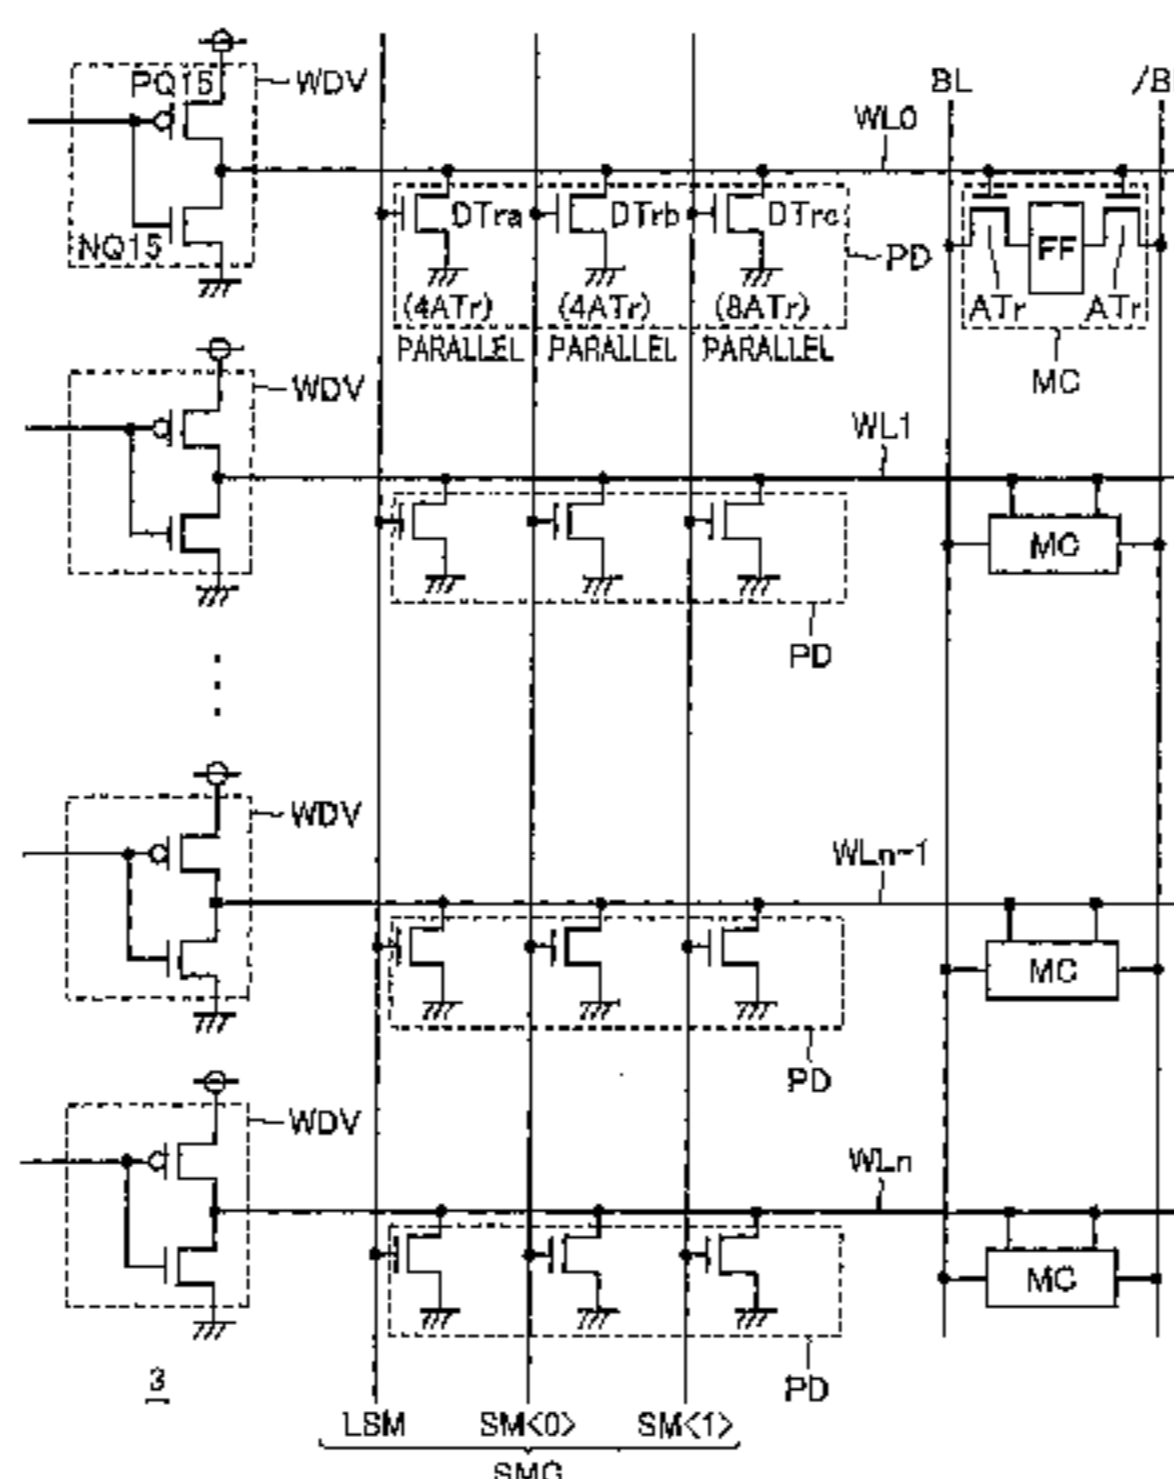 PQ15
WDV
BL
/B
WL0
NQ15
DTra
DTrb
DTrc
FF
PD
(4ATr)
(4ATr)
(8ATr)
ATr
ATr
PARALLEL
PARALLEL
PARALLEL
MC
WDV
WL1
MC
PD
WDV
WLn-1
MC
PD
WDV
WLn
MC
3
PD
LSM
SM<0>
SM<1>
SMG